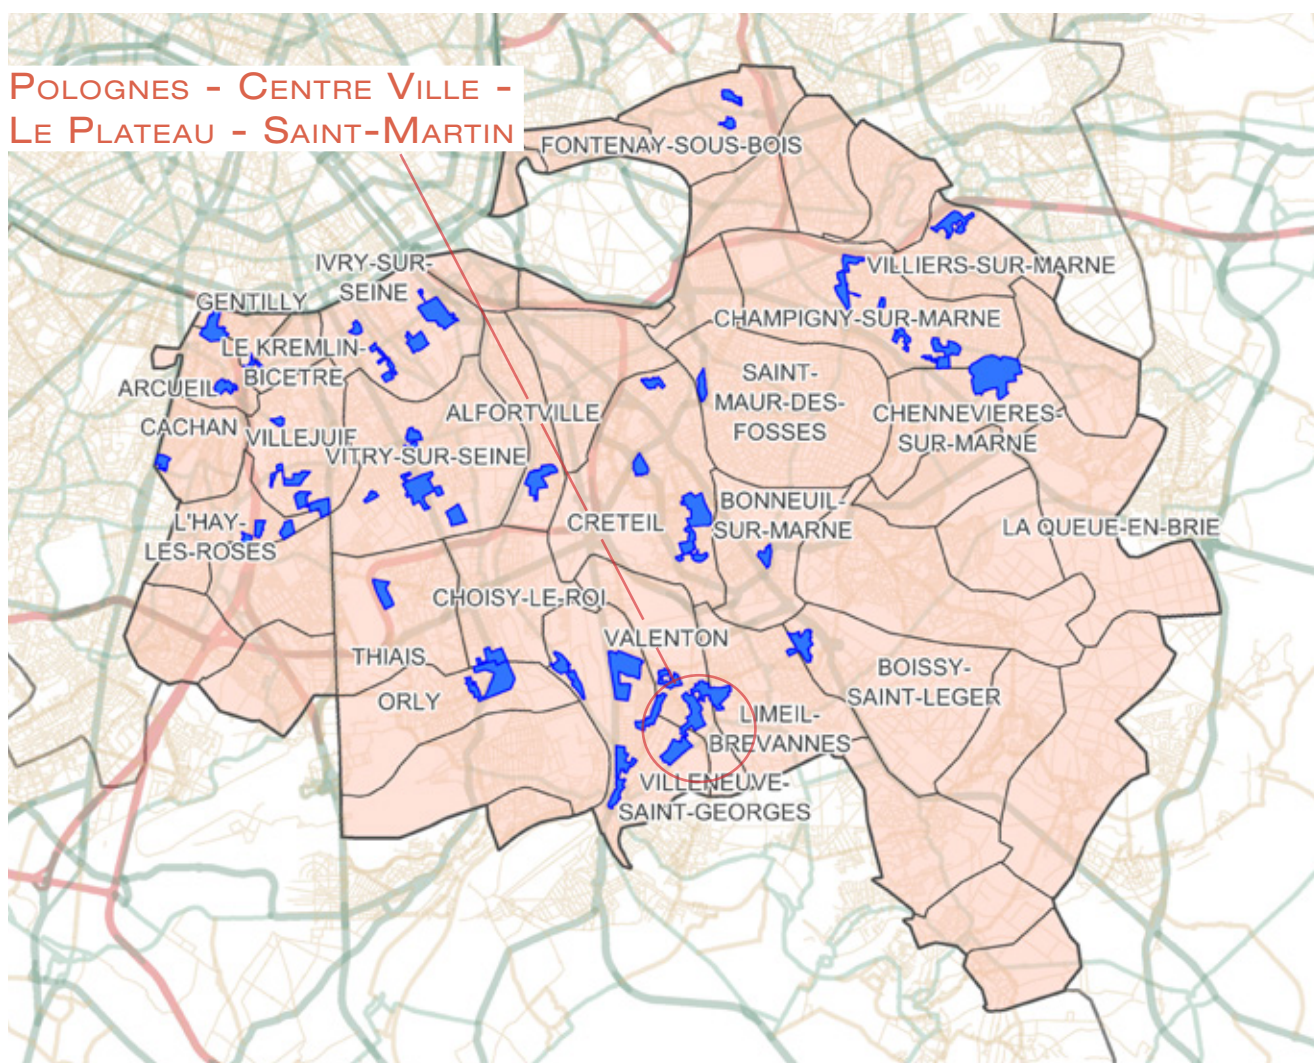 Polognes - Centre Ville -
Le Plateau - Saint-Martin
FONTENAY-SOUS-BOIS
IVRY-SUR-
SEINE
VILLIERS-SUR-MARNE
GENTILLY
CHAMPIGNY-SUR-MARNE
LE KREMLIN-
BICETRE
ARCUEIL
SAINT-
MAUR-DES-
FOSSES
ALFORTVILLE
CHENNEVIERES-
SUR-MARNE
CACHAN
VILLEJUIF
VITRY-SUR-SEINE
BONNEUIL-
SUR-MARNE
L'HAY-
LES-ROSES
CRETEIL
LA QUEUE-EN-BRIE
CHOISY-LE-ROI
VALENTON
THIAIS
BOISSY-
SAINT-LEGER
ORLY
LIMEIL-
BREVANNES
VILLENEUVE-
SAINT-GEORGES